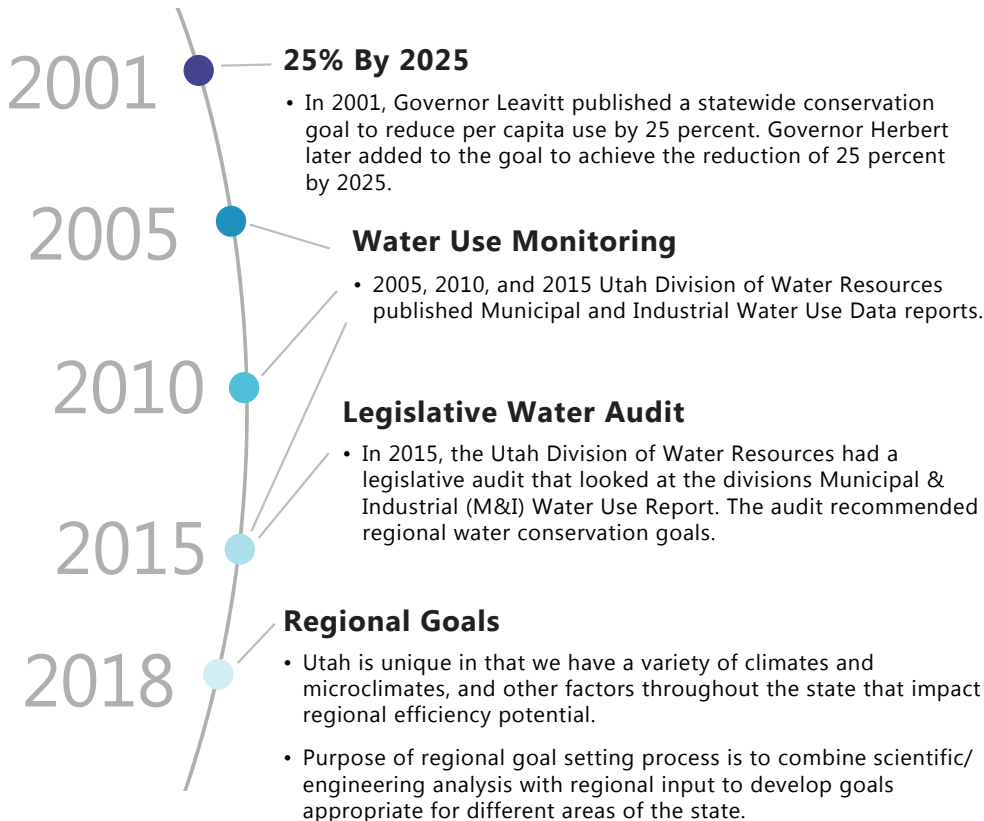 2001
25% By 2025
• In 2001, Governor Leavitt published a statewide conservation
goal to reduce per capita use by 25 percent. Governor Herbert
later added to the goal to achieve the reduction of 25 percent
by 2025.
2005
Water Use Monitoring
• 2005, 2010, and 2015 Utah Division of Water Resources
published Municipal and Industrial Water Use Data reports.
2010
Legislative Water Audit
• In 2015, the Utah Division of Water Resources had a
legislative audit that looked at the divisions Municipal &
Industrial (M&I) Water Use Report. The audit recommended
regional water conservation goals.
2015
Regional Goals
• Utah is unique in that we have a variety of climates and
microclimates, and other factors throughout the state that impact
regional efficiency potential.
2018
• Purpose of regional goal setting process is to combine scientific/
engineering analysis with regional input to develop goals
appropriate for different areas of the state.